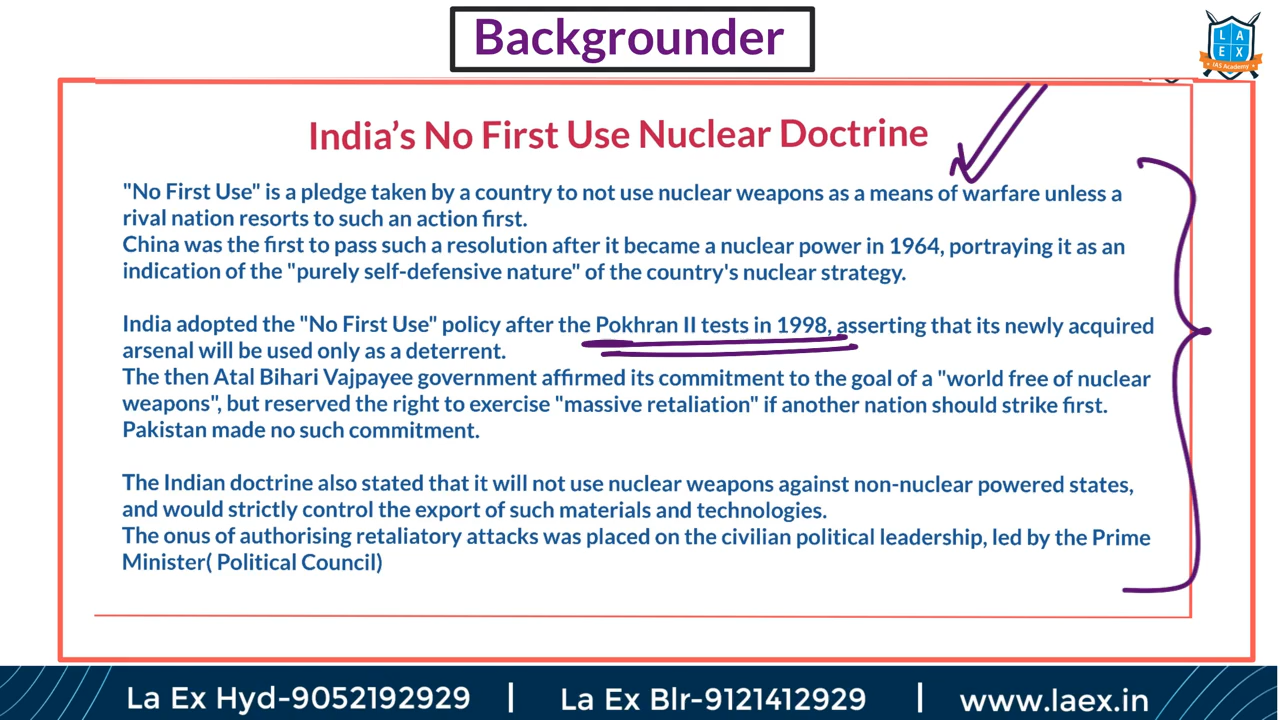 Backgrounder
L A
E X
IAS Academy
India's No First Use Nuclear Doctrine
"No First Use" is a pledge taken by a country to not use nuclear weapons as a means of warfare unless a
rival nation resorts to such an action first.
China was the first to pass such a resolution after it became a nuclear power in 1964, portraying it as an
indication of the "purely self-defensive nature" of the country's nuclear strategy.
India adopted the "No First Use" policy after the Pokhran II tests in 1998, asserting that its newly acquired
arsenal will be used only as a deterrent.
The then Atal Bihari Vajpayee government affirmed its commitment to the goal of a "world free of nuclear
weapons", but reserved the right to exercise "massive retaliation" if another nation should strike first.
Pakistan made no such commitment.
The Indian doctrine also stated that it will not use nuclear weapons against non-nuclear powered states,
and would strictly control the export of such materials and technologies.
The onus of authorising retaliatory attacks was placed on the civilian political leadership, led by the Prime
Minister( Political Council)
La Ex Hyd-9052192929 | La Ex Blr-9121412929 | www.laex.in